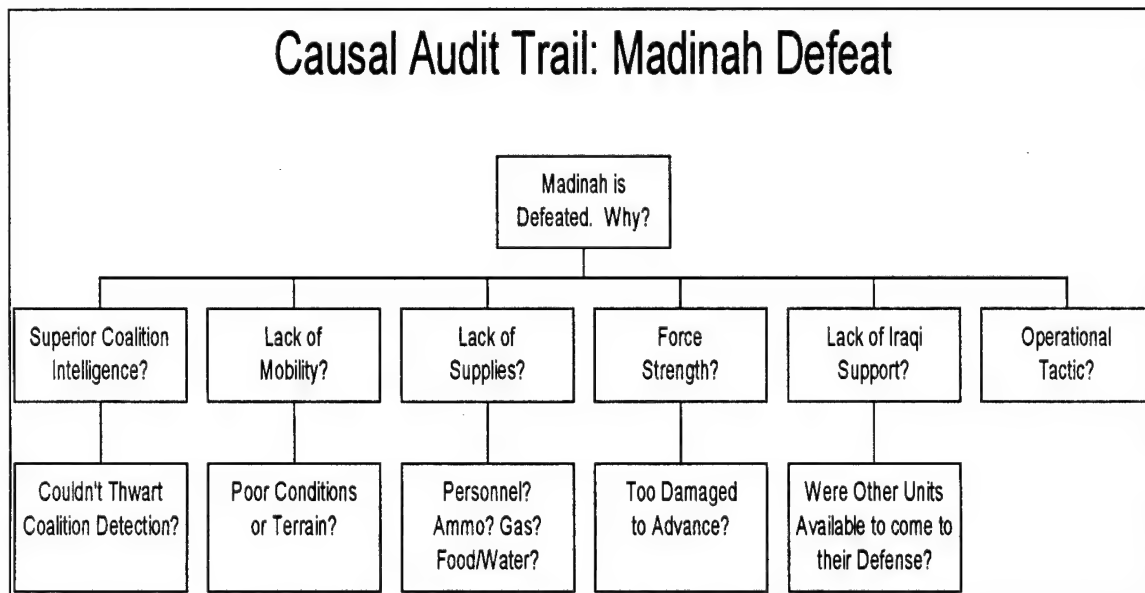 Causal Audit Trail: Madinah Defeat
Madinah is
Defeated. Why?
Superior Coalition
Intelligence?
Lack of
Mobility?
Lack of
Supplies?
Force
Strength?
Lack of Iraqi
Support?
Operational
Tactic?
Couldn't Thwart
Coalition Detection?
Poor Conditions
or Terrain?
Personnel?
Ammo? Gas?
Food/Water?
Too Damaged
to Advance?
Were Other Units
Available to come to
their Defense?